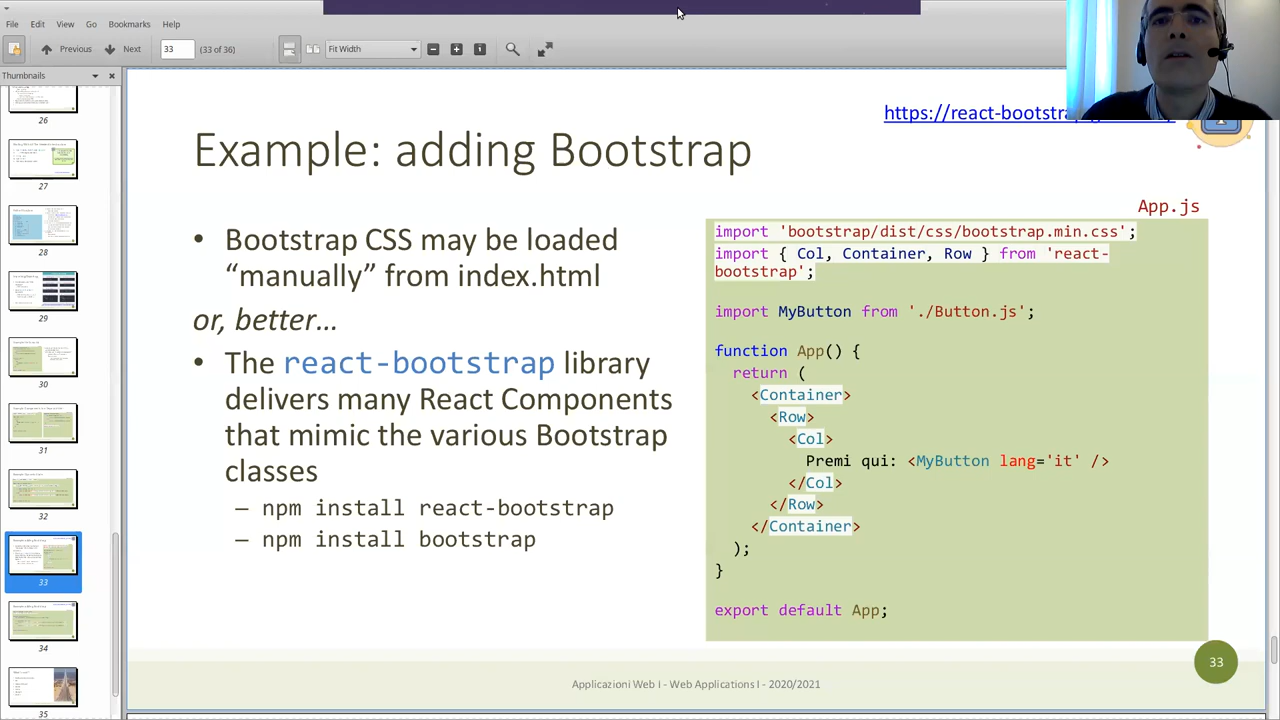 File Edit View Go Bookmarks Help
Previous Next 33 (33 of 36) Fit Width
Thumbnails
26
27
28
29
30
31
32
33
34
35
https://react-bootstrap
Example: adding Bootstrap
• Bootstrap CSS may be loaded
“manually” from index.html
or, better…
• The react-bootstrap library
delivers many React Components
that mimic the various Bootstrap
classes
– npm install react-bootstrap
– npm install bootstrap
App.js
import 'bootstrap/dist/css/bootstrap.min.css';
import { Col, Container, Row } from 'react-
bootstrap';
import MyButton from './Button.js';
function App() {
return (
<Container>
<Row>
<Col>
Premi qui: <MyButton lang='it' />
</Col>
</Row>
</Container>
);
}
export default App;
33
Applicazioni Web I - Web Applications I - 2020/2021